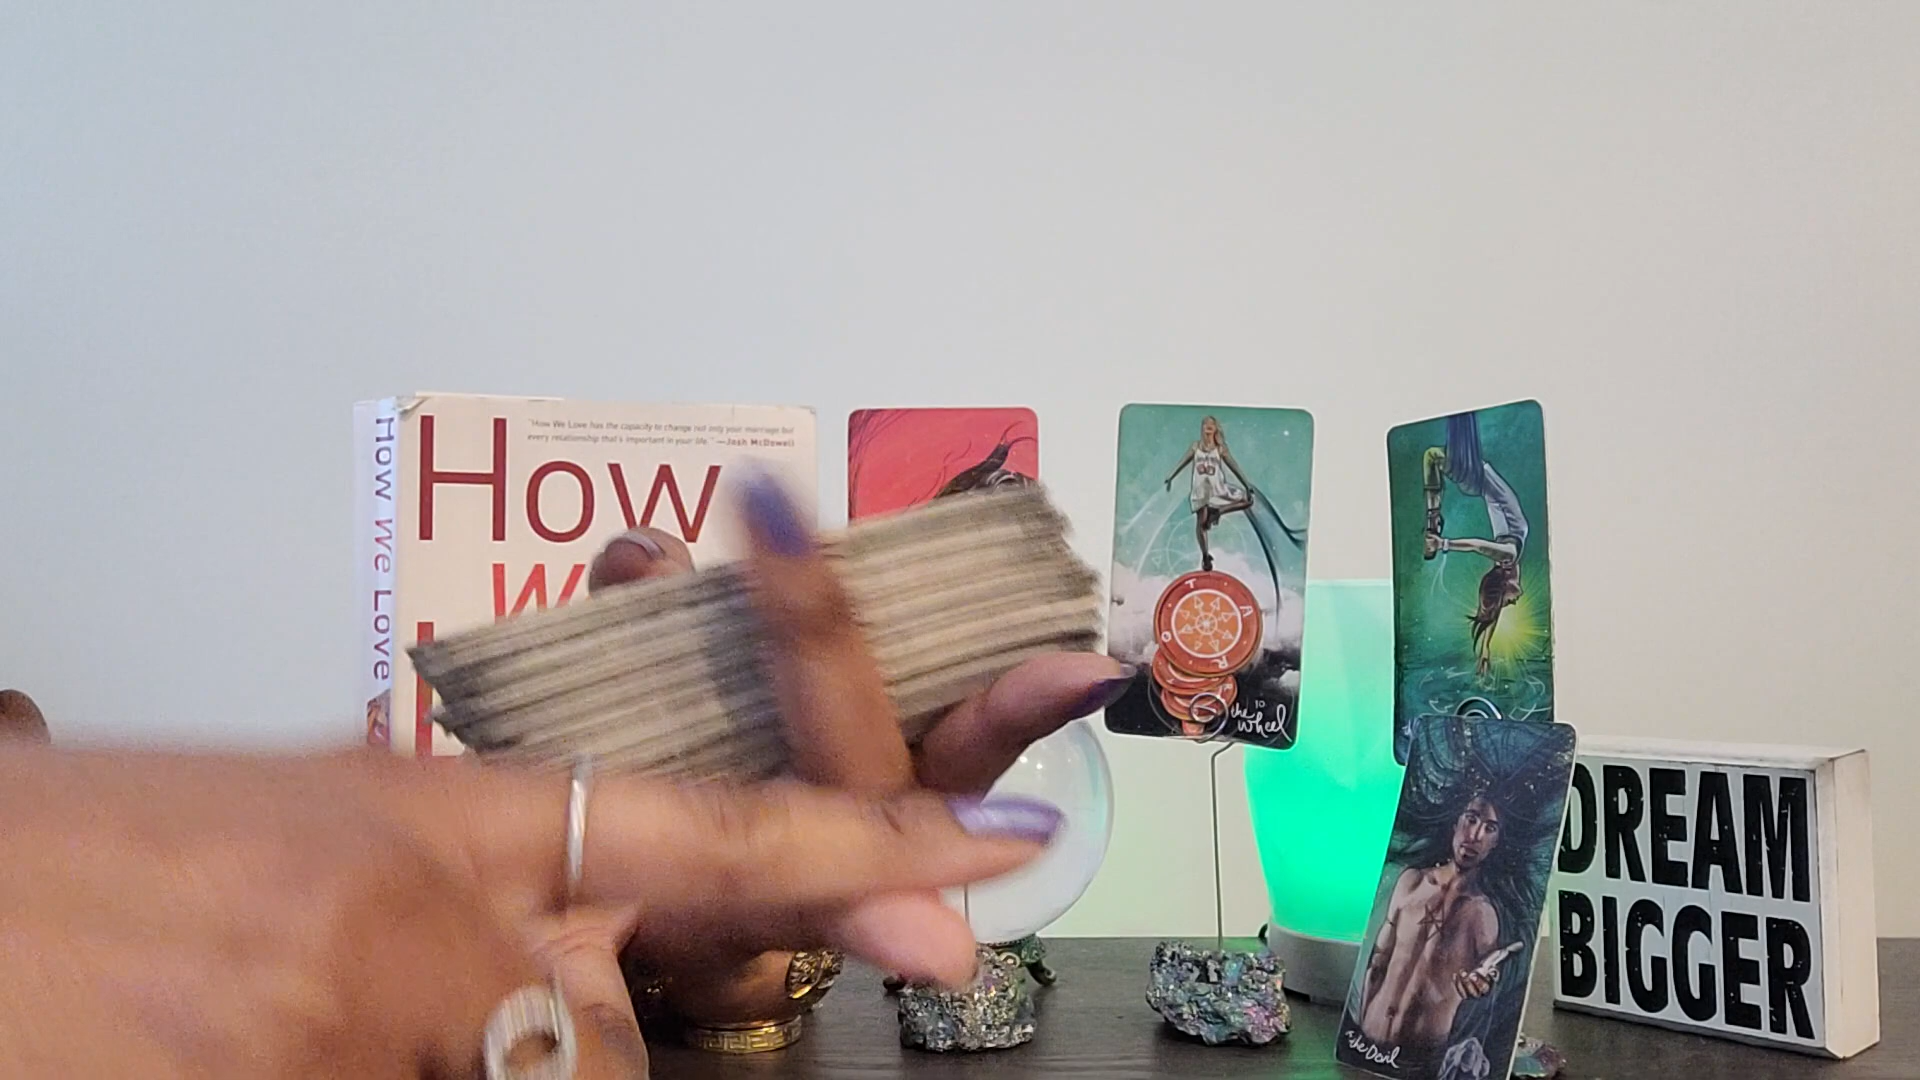 How We Love
"How We Love has the capacity to change not only your marriage but
every relationship that's important in your life." —Josh McDowell
How
W
T
A
R
O
the 10
Wheel
the Devil
DREAM
BIGGER